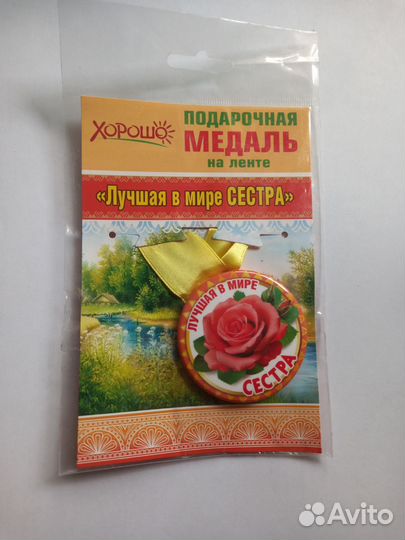 ХОРОШО
ПОДАРОЧНАЯ
МЕДАЛЬ
на ленте
«Лучшая в мире СЕСТРА»
ЛУЧШАЯ В МИРЕ
СЕСТРА
Avito